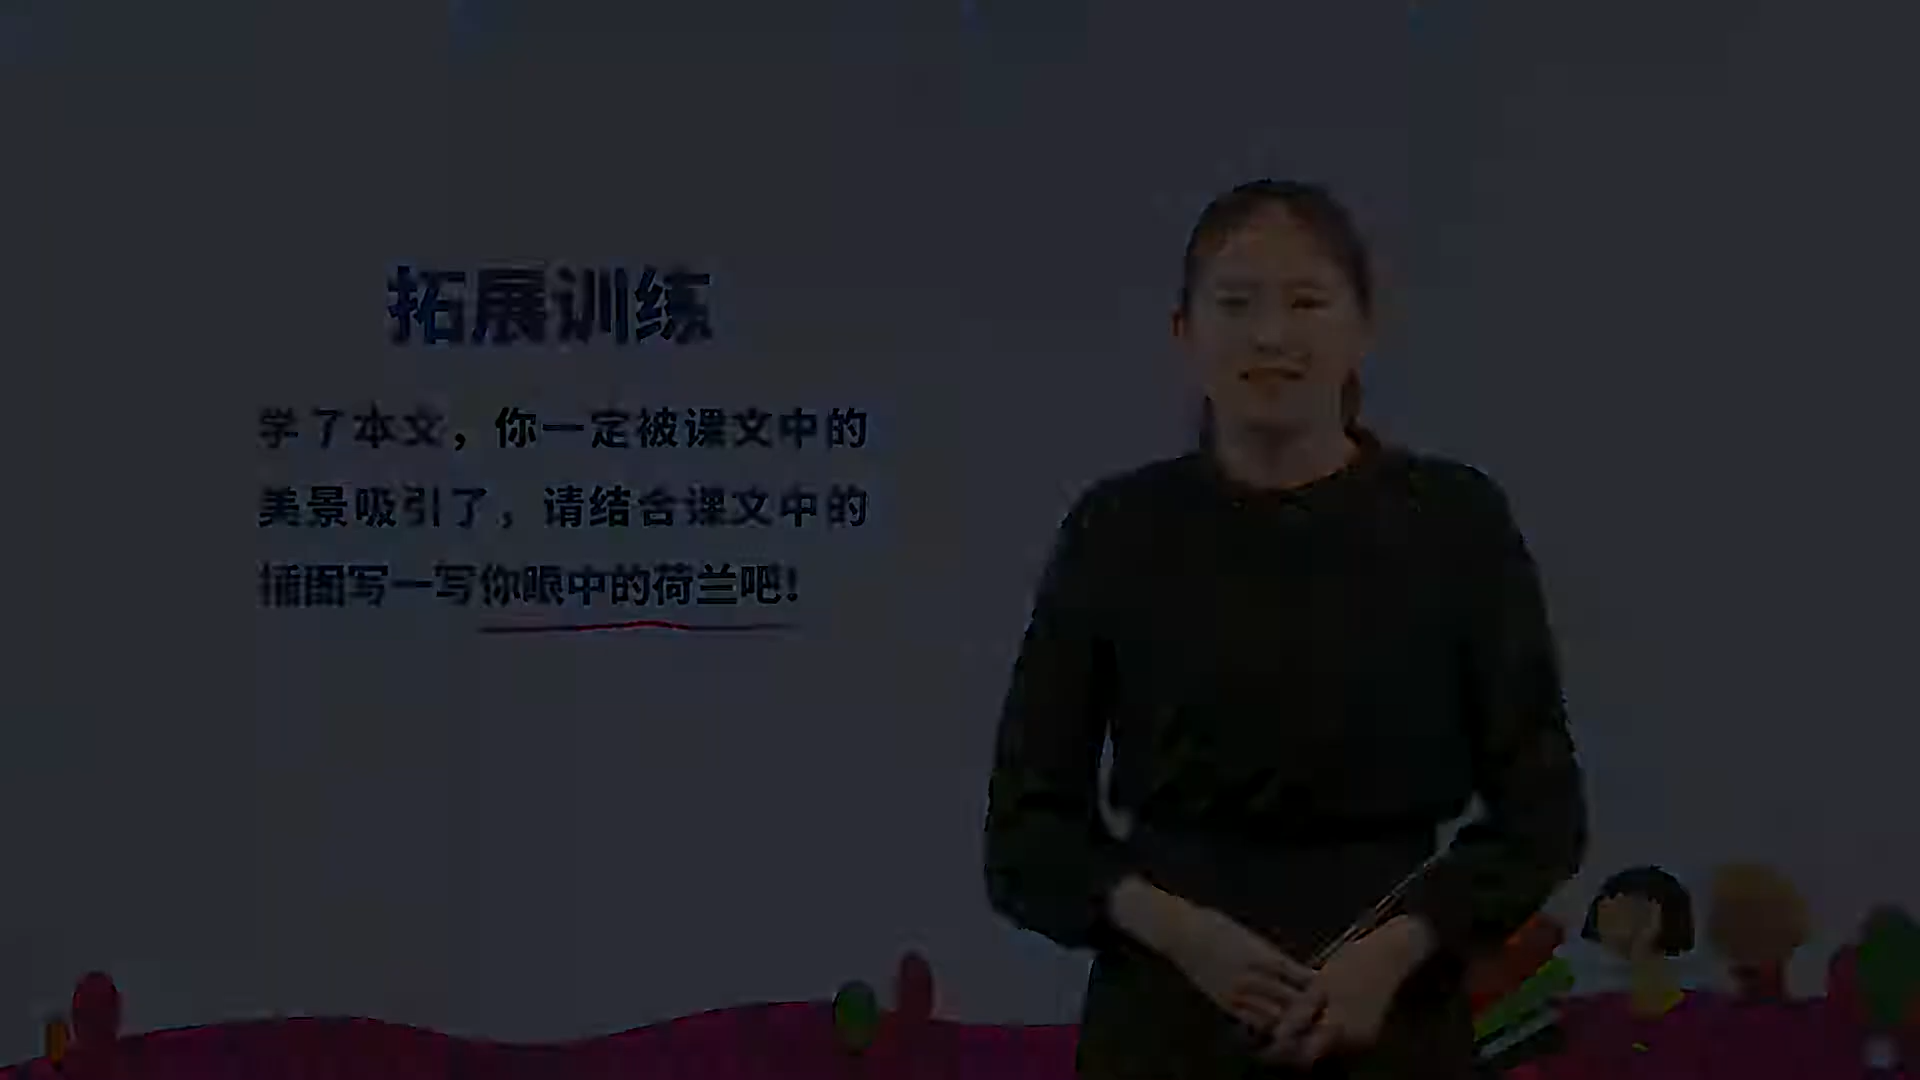 拓展训练
学了本文，你一定被课文中的
美景吸引了，请结合课文中的
插图写一写你眼中的荷兰吧!